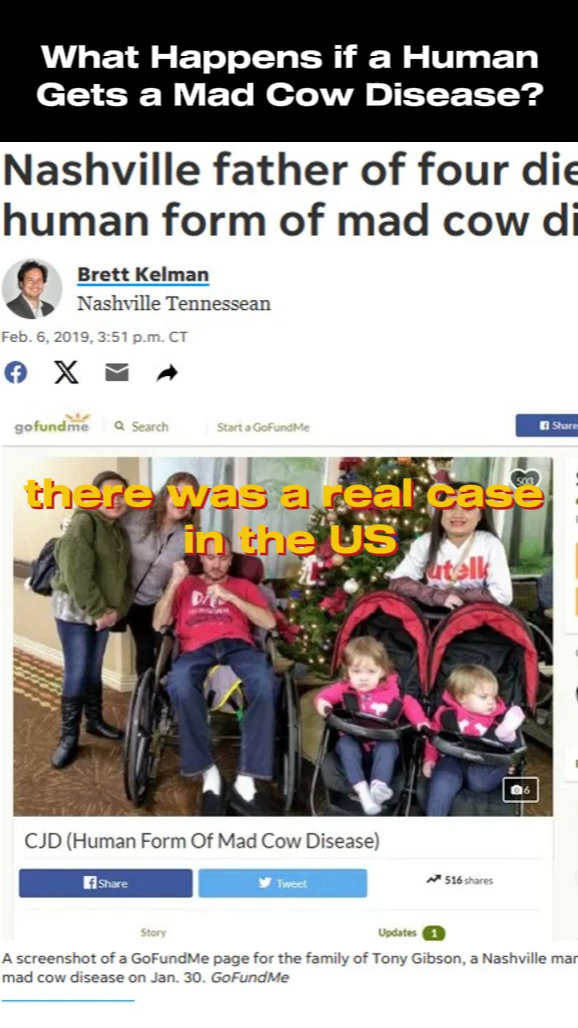 What Happens if a Human
Gets a Mad Cow Disease?
Nashville father of four die
human form of mad cow di
Brett Kelman
Nashville Tennessean
Feb. 6, 2019, 3:51 p.m. CT
gofundme
Search
Start a GoFundMe
Share
503
there was a real case
in the US
utella
6
CJD (Human Form Of Mad Cow Disease)
Share
Tweet
516 shares
Story
Updates 1
A screenshot of a GoFundMe page for the family of Tony Gibson, a Nashville man
mad cow disease on Jan. 30. GoFundMe